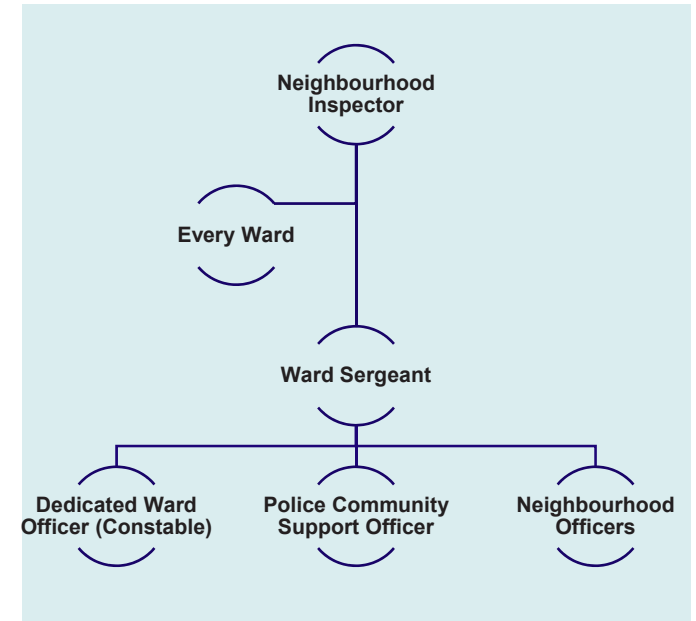 Neighbourhood
Inspector
Every Ward
Ward Sergeant
Dedicated Ward
Officer (Constable)
Police Community
Support Officer
Neighbourhood
Officers